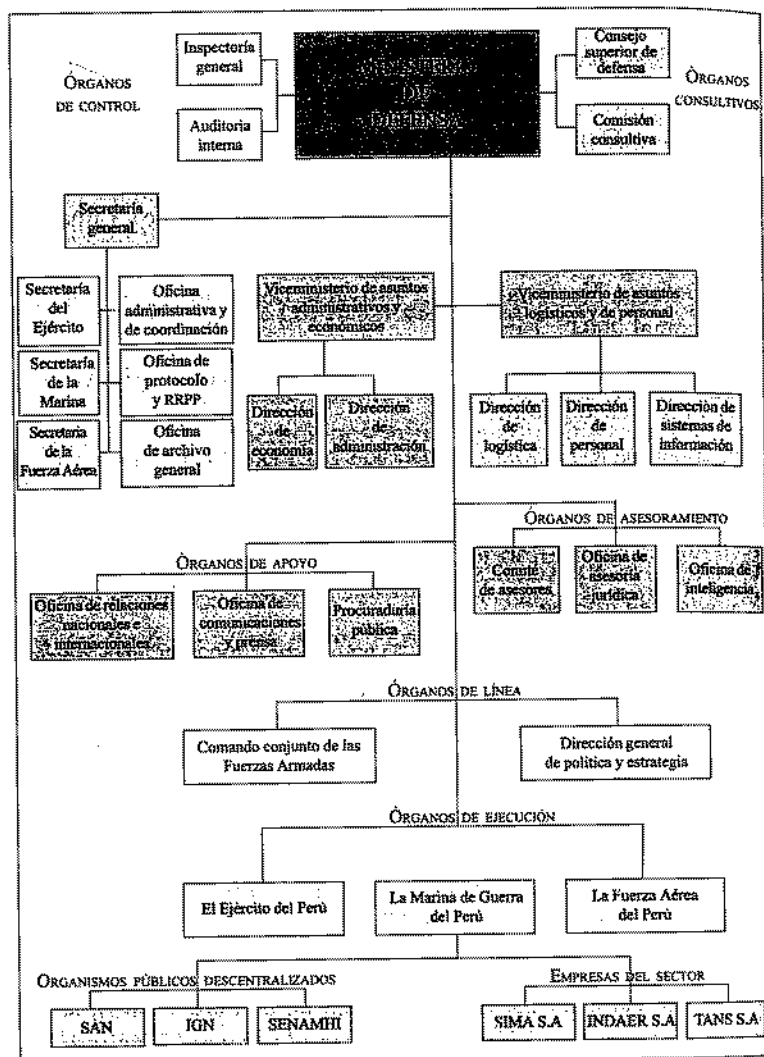 Inspectoría
general
Auditoria
interna
ÓRGANOS
DE CONTROL
MINISTERIO
DE
DEFENSA
Consejo
superior de
defensa
Comisión
consultiva
ÓRGANOS
CONSULTIVOS
Secretaría
general
Secretaría
del
Ejército
Oficina
administrativa y
de coordinación
Secretaría
de la
Marina
Oficina de
protocolo
y RRPP
Secretaria
de la
Fuerza Aérea
Oficina
de archivo
general
Viceministerio de asuntos
administrativos y
económicos
Viceministerio de asuntos
logísticos y de personal
Dirección
de
economía
Dirección
de
administración
Dirección
de
logística
Dirección
de
personal
Dirección de
sistemas de
información
ÓRGANOS DE ASESORAMIENTO
Comité
de asesores
Oficina de
asesoría
jurídica
Oficina de
inteligencia
ÓRGANOS DE APOYO
Oficina de relaciones
nacionales e
internacionales
Oficina de
comunicaciones
y prensa
Procuraduría
pública
ÓRGANOS DE LÍNEA
Comando conjunto de las
Fuerzas Armadas
Dirección general
de política y estrategia
ÓRGANOS DE EJECUCIÓN
El Ejército del Perú
La Marina de Guerra
del Perú
La Fuerza Aérea
del Perú
ORGANISMOS PÚBLICOS DESCENTRALIZADOS
SAN
IGN
SENAMHI
EMPRESAS DEL SECTOR
SIMA S.A
INDAER S.A
TANS S.A